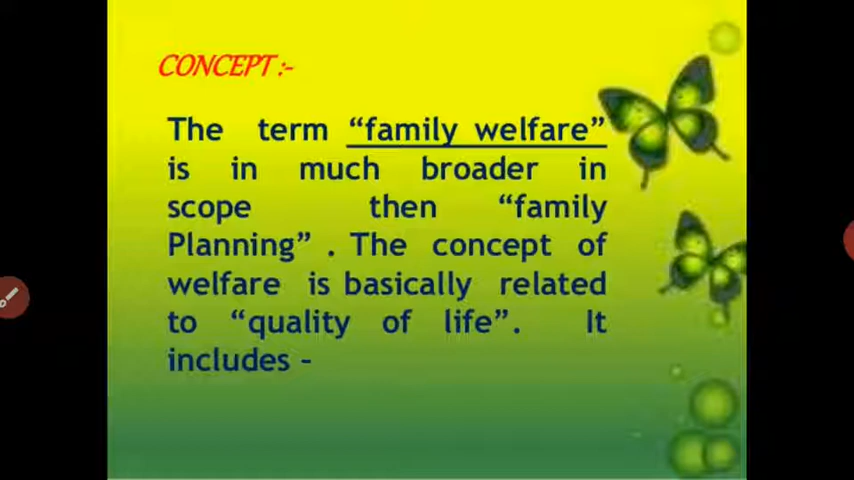 CONCEPT :-
The term “family welfare”
is in much broader in
scope then “family
Planning” . The concept of
welfare is basically related
to “quality of life”. It
includes -